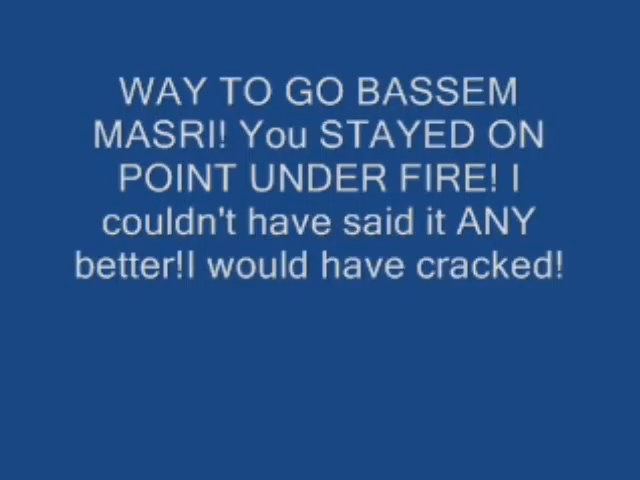 WAY TO GO BASSEM
MASRI! You STAYED ON
POINT UNDER FIRE! I
couldn't have said it ANY
better!I would have cracked!